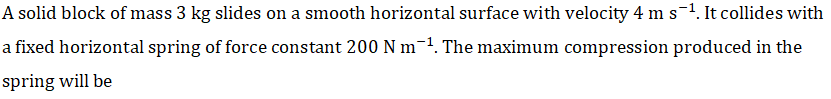 A solid block of mass 3 kg slides on a smooth horizontal surface with velocity 4 m s⁻¹. It collides with
a fixed horizontal spring of force constant 200 N m⁻¹. The maximum compression produced in the
spring will be